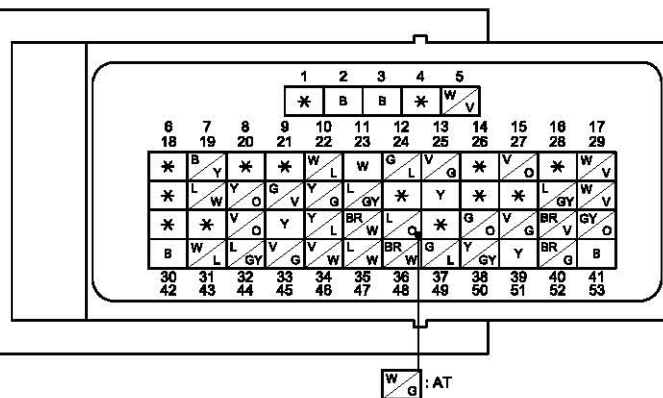 1 2 3 4 5
* B B * W/V
6 7 8 9 10 11 12 13 14 15 16 17
18 19 20 21 22 23 24 25 26 27 28 29
* B/Y * * W/L W G/L V/G * V/O * W/V
* L/W Y/O G/V Y/G L/GY * Y * * L/GY W/V
* * V/O Y Y/L BR/W L/O * G/O V/G BR/V GY/O
B W/L L/GY V/G V/W L/W BR/W G/L Y/GY Y BR/G B
30 31 32 33 34 35 36 37 38 39 40 41
42 43 44 45 46 47 48 49 50 51 52 53
W/G : AT